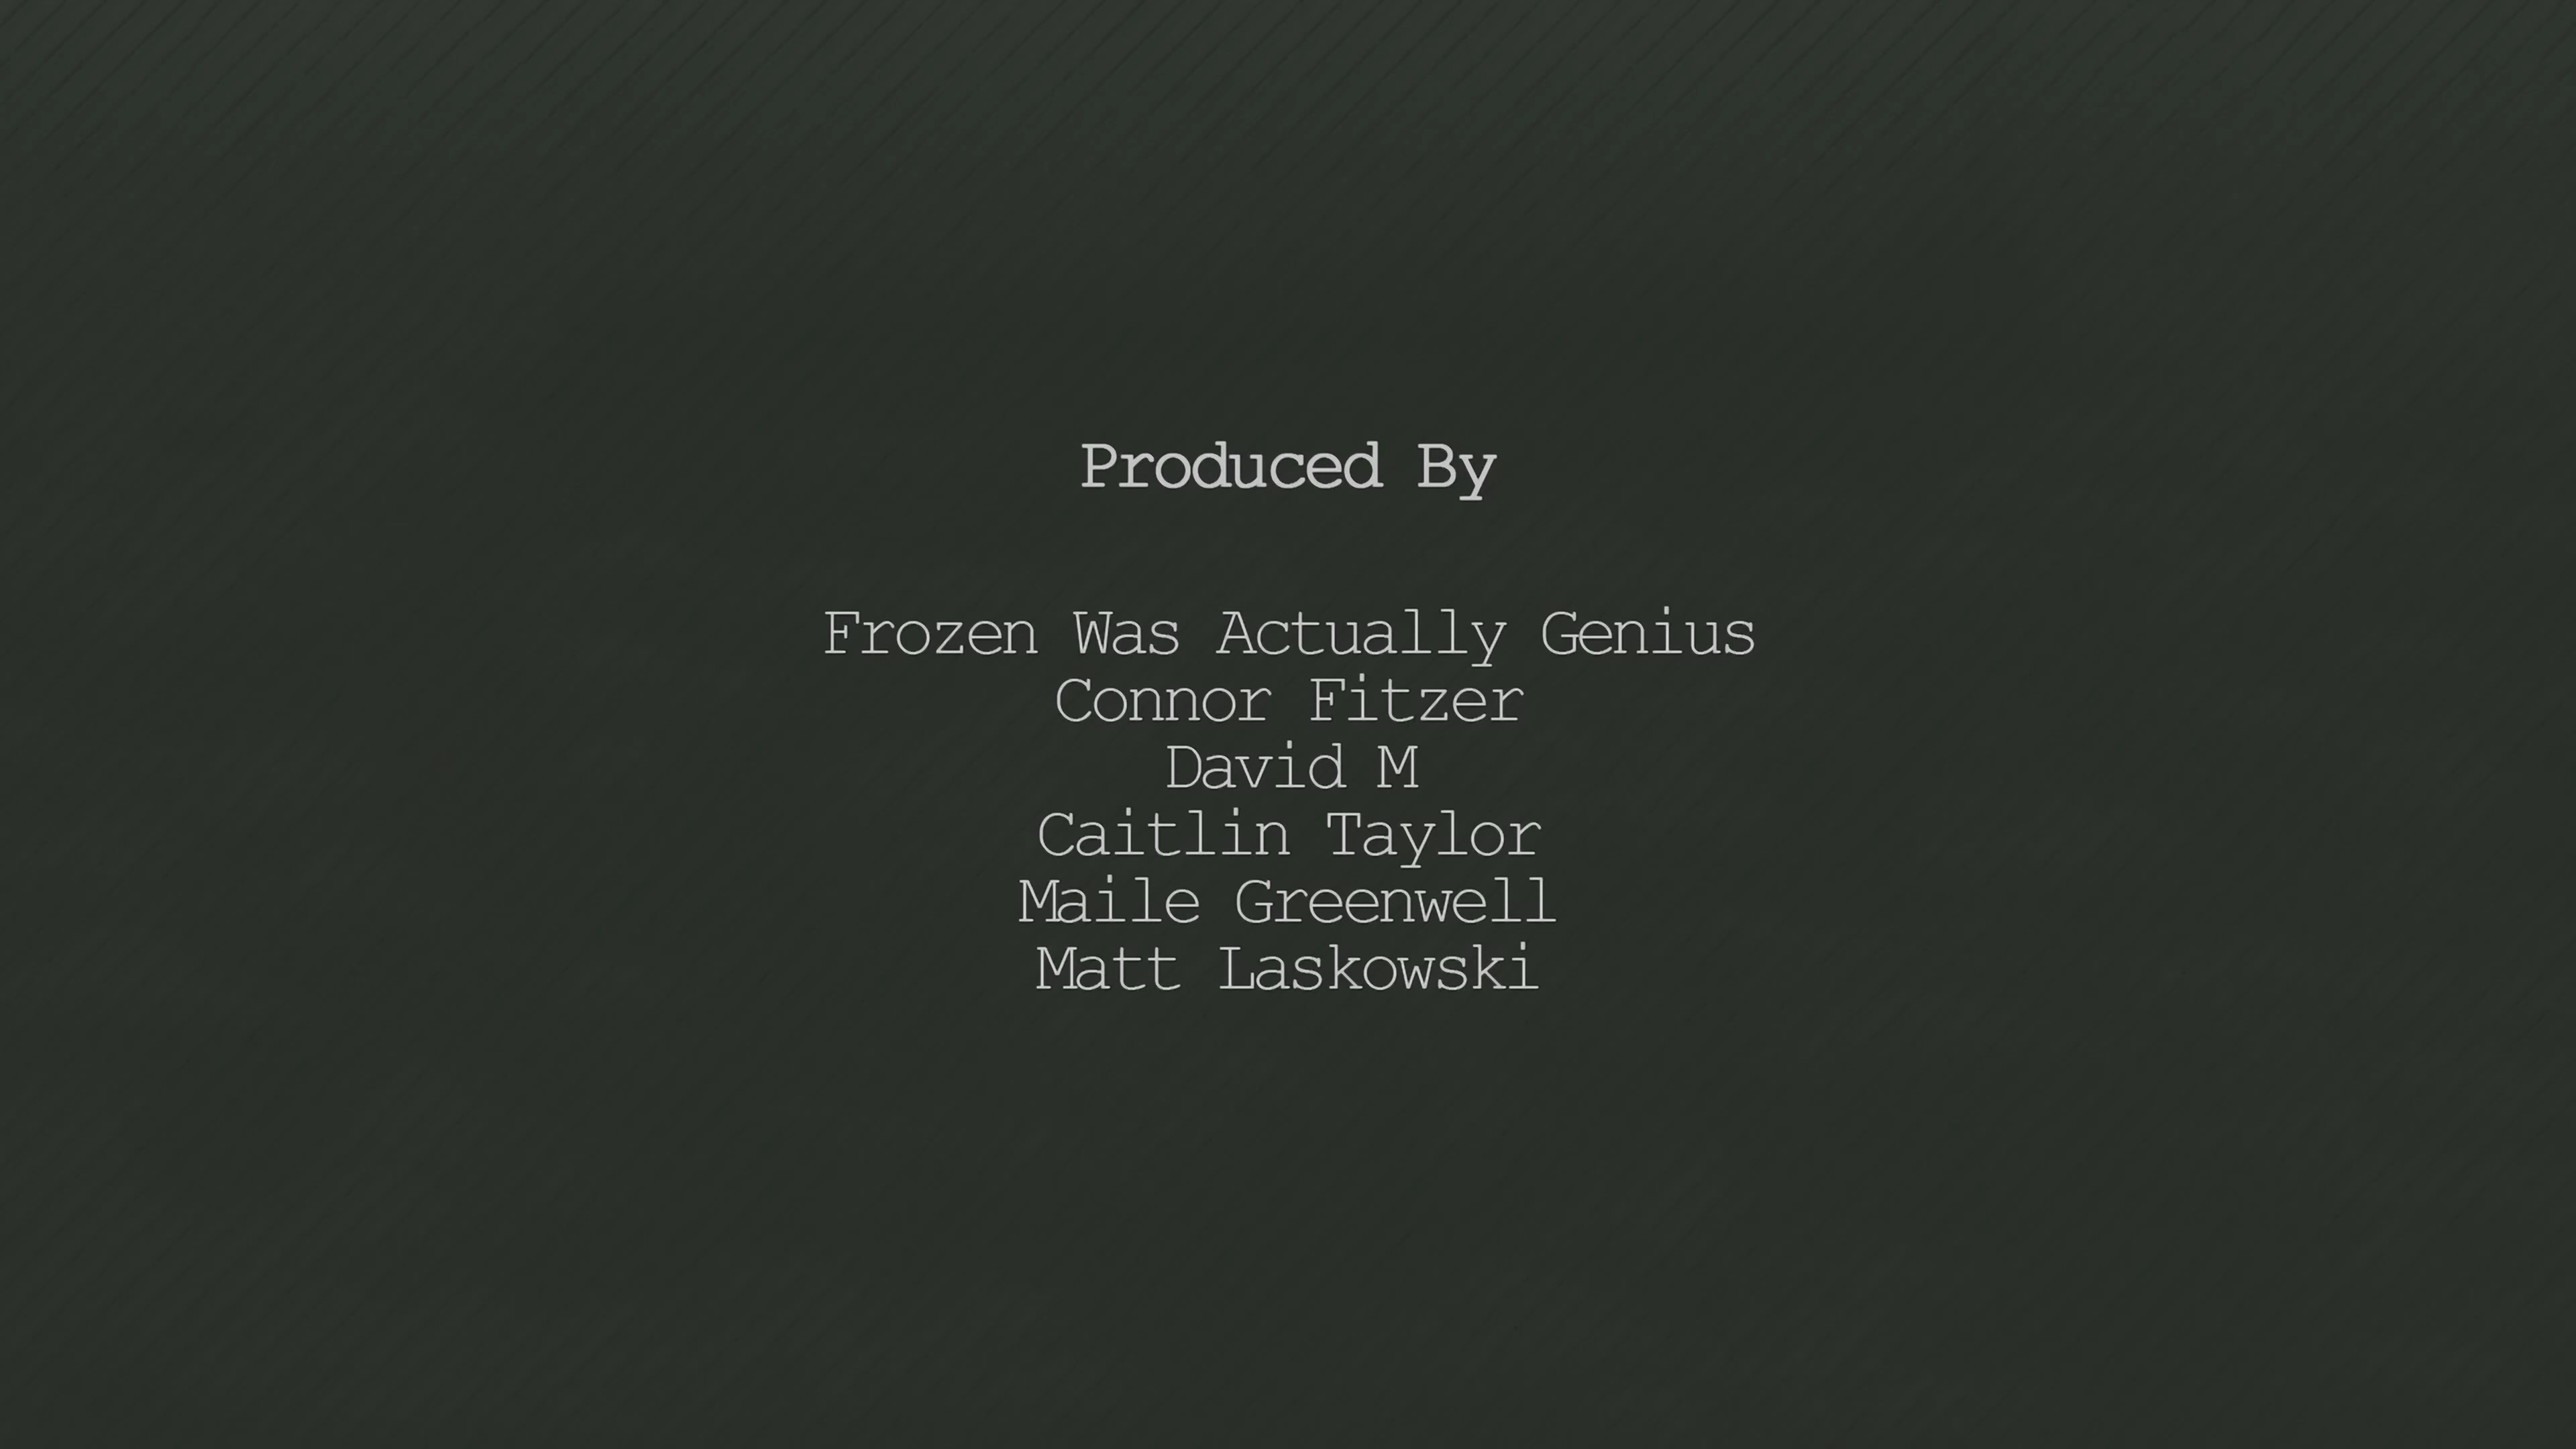 Produced By
Frozen Was Actually Genius
Connor Fitzer
David M
Caitlin Taylor
Maile Greenwell
Matt Laskowski